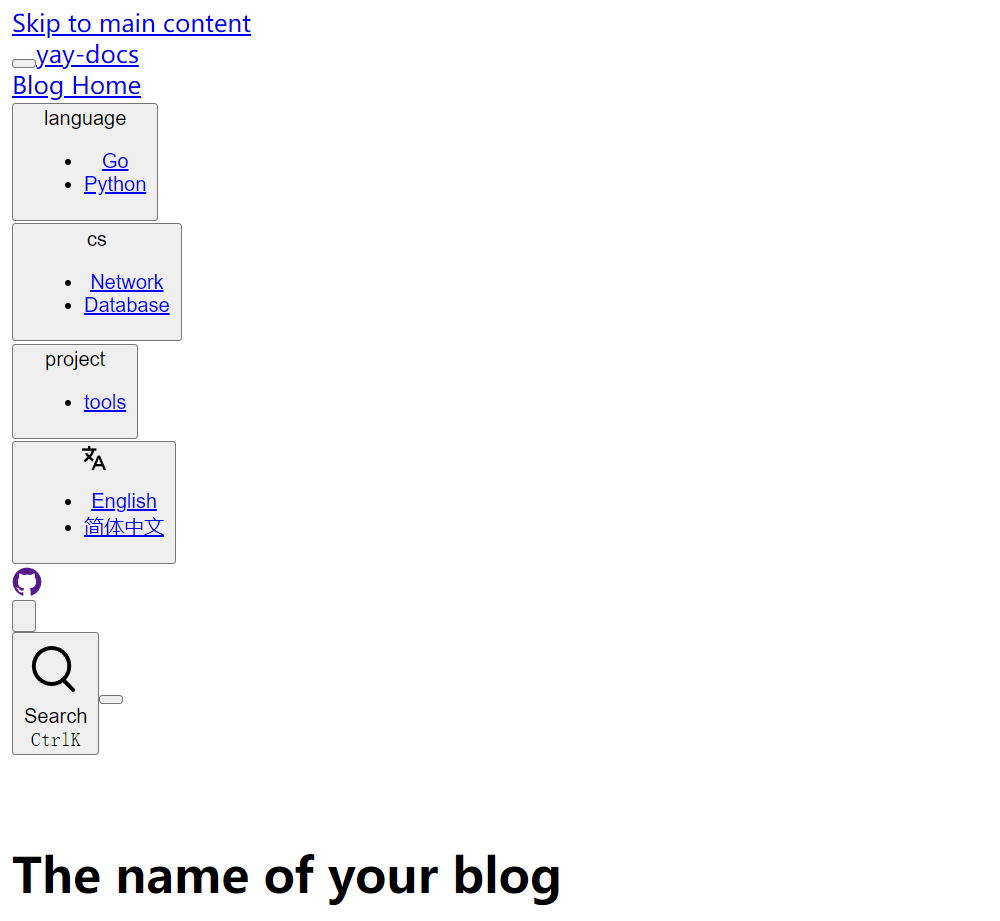 Skip to main content
yay-docs
Blog Home
language
Go
Python
cs
Network
Database
project
tools
English
简体中文
Search
CtrlK
The name of your blog